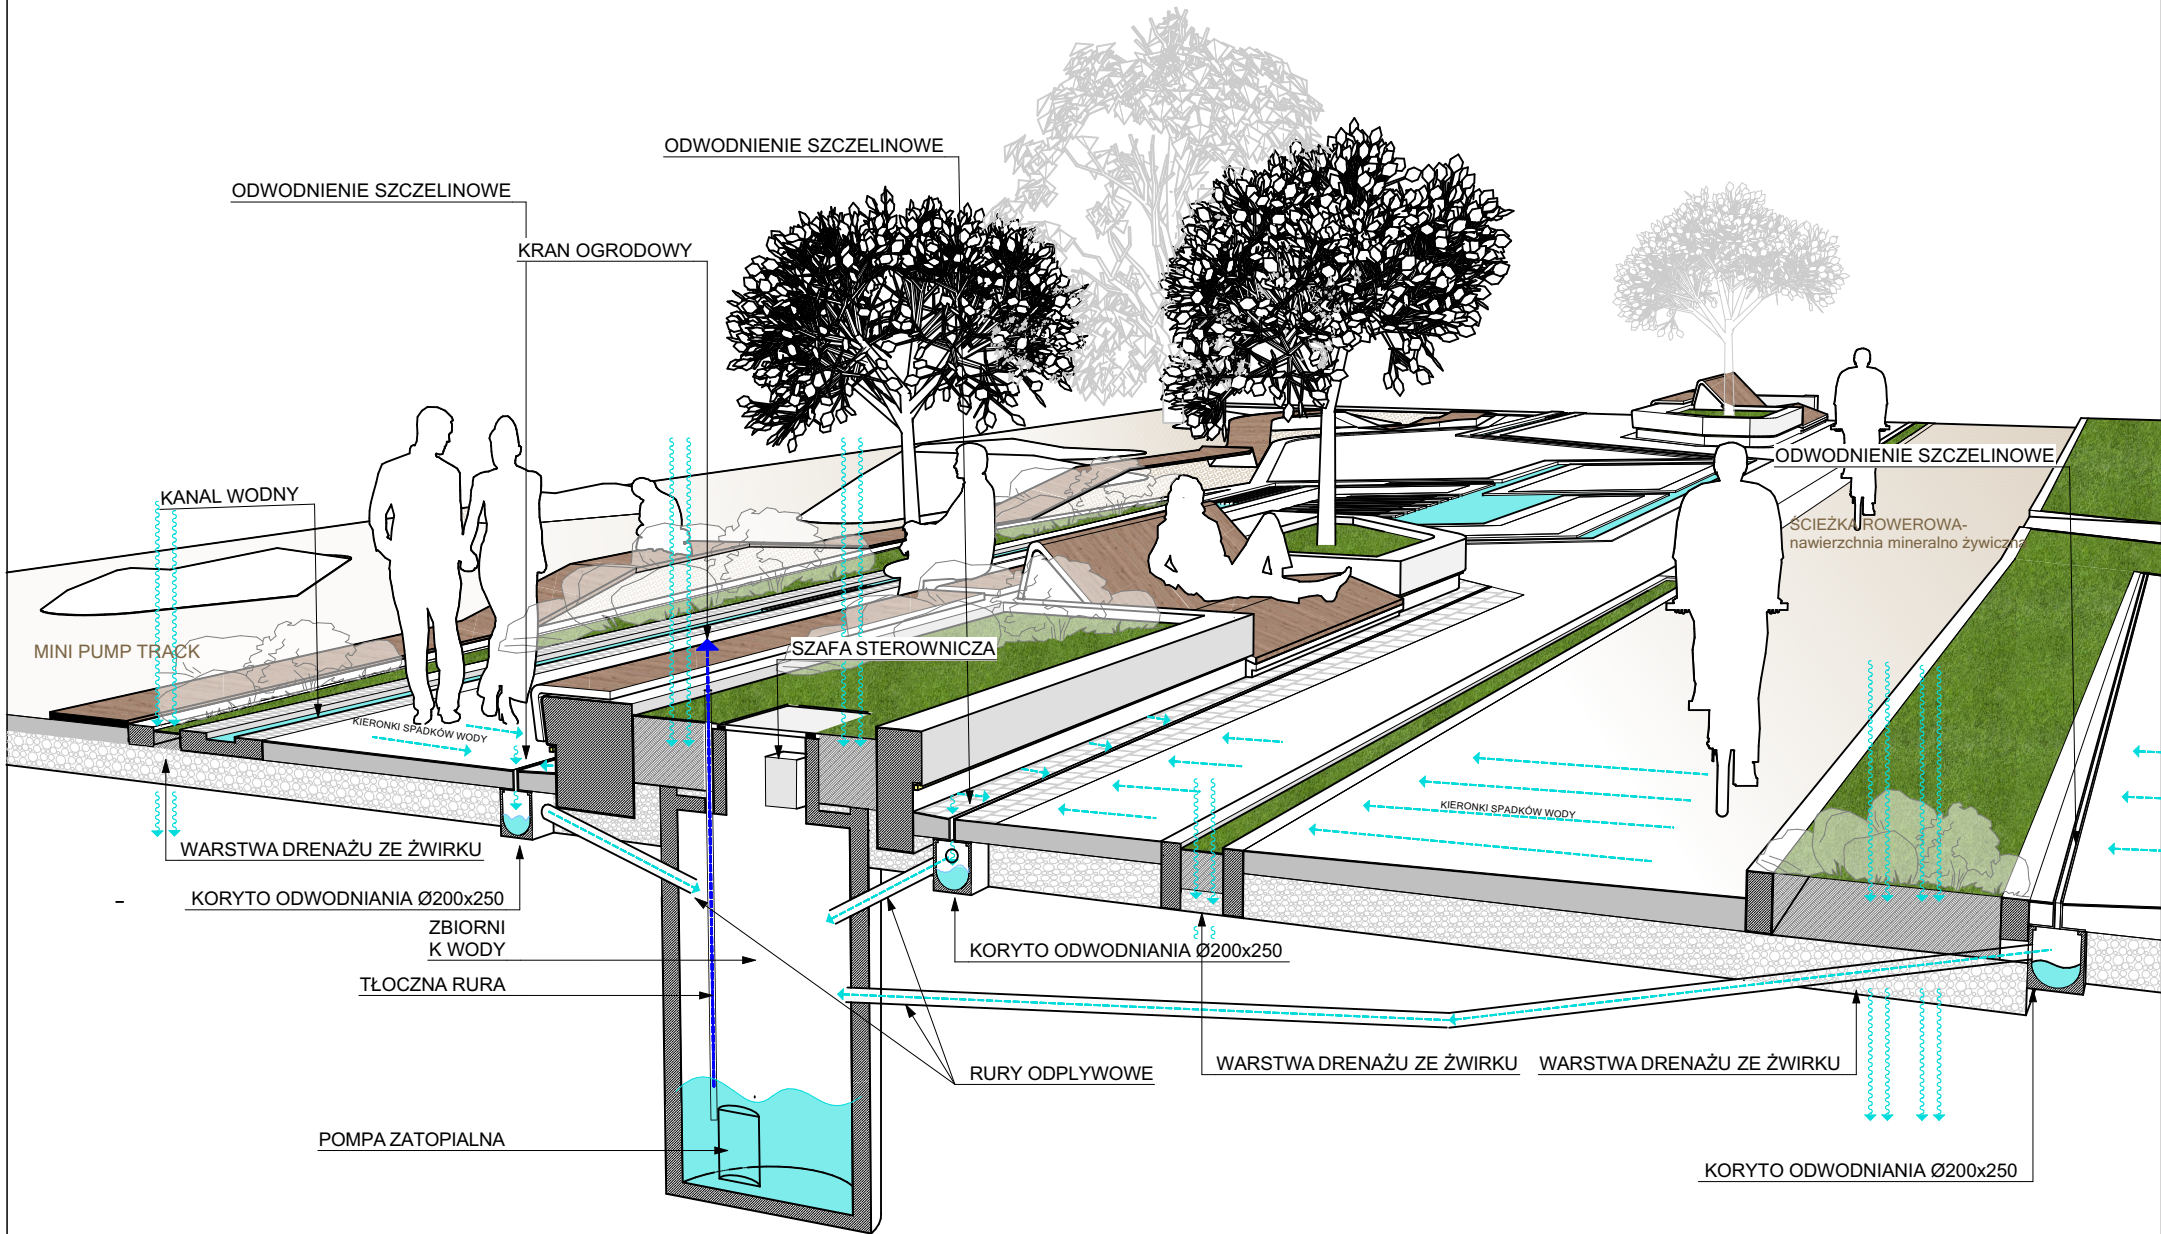 ODWODNIENIE SZCZELINOWE
ODWODNIENIE SZCZELINOWE
KRAN OGRODOWY
ODWODNIENIE SZCZELINOWE
KANAL WODNY
ŚCIEŻKA ROWEROWA-
nawierzchnia mineralno żywiczna
MINI PUMP TRACK
SZAFA STEROWNICZA
KIERONKI SPADKÓW WODY
KIERONKI SPADKÓW WODY
WARSTWA DRENAŻU ZE ŻWIRKU
KORYTO ODWODNIANIA Ø200x250
ZBIORNI
K WODY
KORYTO ODWODNIANIA Ø200x250
TŁOCZNA RURA
RURY ODPLYWOWE
WARSTWA DRENAŻU ZE ŻWIRKU
WARSTWA DRENAŻU ZE ŻWIRKU
POMPA ZATOPIALNA
KORYTO ODWODNIANIA Ø200x250